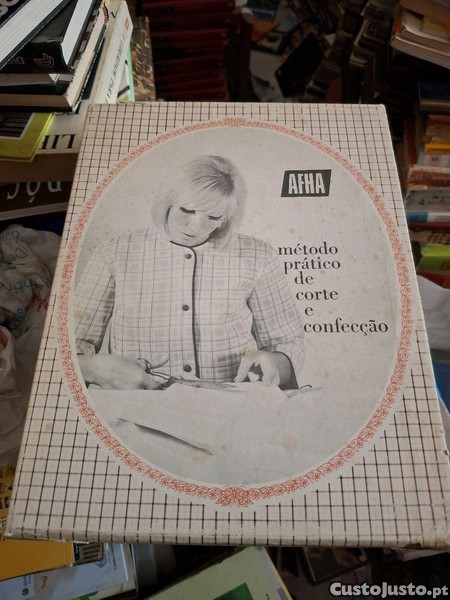 AFHA
método
prático
de
corte
e
confecção
CustoJusto.pt